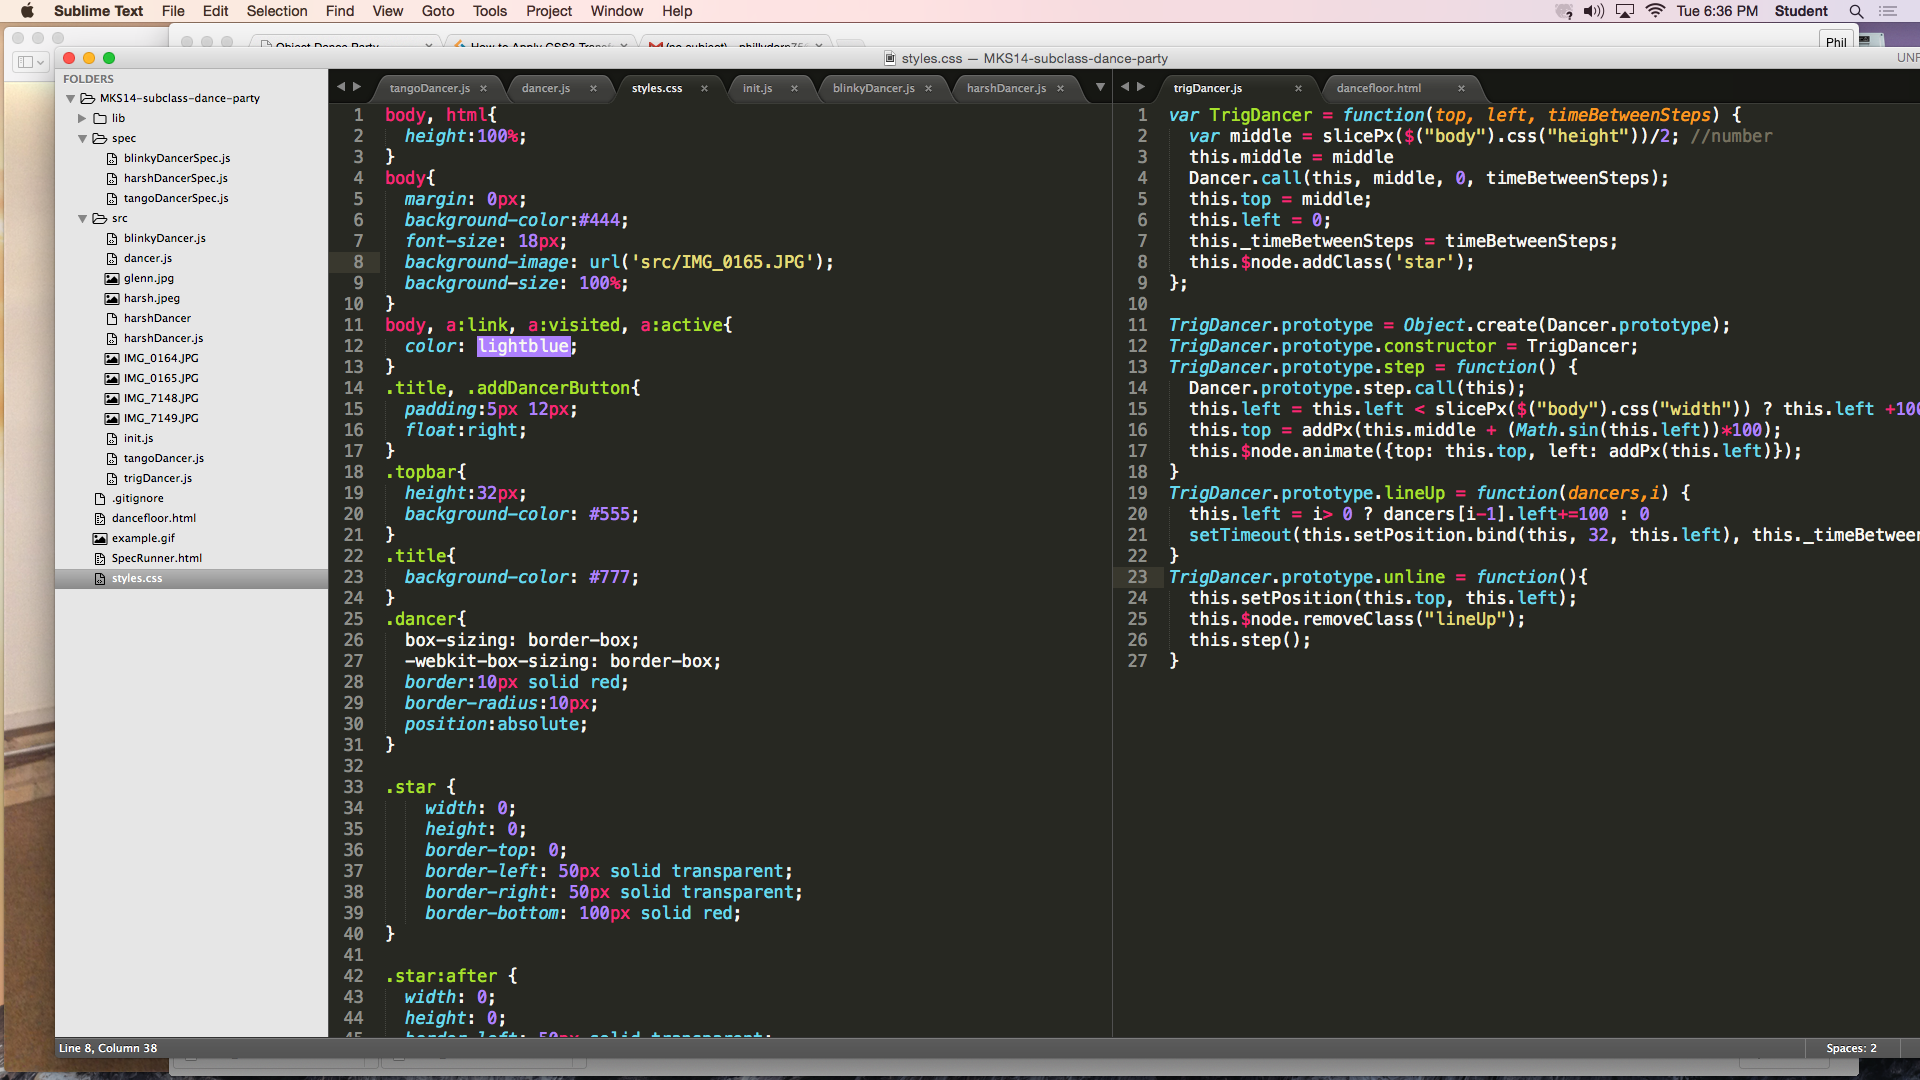 Sublime Text File Edit Selection Find View Goto Tools Project Window Help
Tue 6:36 PM Student
Phil
styles.css — MKS14-subclass-dance-party
FOLDERS
MKS14-subclass-dance-party
lib
spec
blinkyDancerSpec.js
harshDancerSpec.js
tangoDancerSpec.js
src
blinkyDancer.js
dancer.js
glenn.jpg
harsh.jpeg
harshDancer
harshDancer.js
IMG_0164.JPG
IMG_0165.JPG
IMG_7148.JPG
IMG_7149.JPG
init.js
tangoDancer.js
trigDancer.js
.gitignore
dancefloor.html
example.gif
SpecRunner.html
styles.css
tangoDancer.js dancer.js styles.css init.js blinkyDancer.js harshDancer.js
1 body, html{
2 height:100%;
3 }
4 body{
5 margin: 0px;
6 background-color:#444;
7 font-size: 18px;
8 background-image: url('src/IMG_0165.JPG');
9 background-size: 100%;
10 }
11 body, a:link, a:visited, a:active{
12 color: lightblue;
13 }
14 .title, .addDancerButton{
15 padding:5px 12px;
16 float:right;
17 }
18 .topbar{
19 height:32px;
20 background-color: #555;
21 }
22 .title{
23 background-color: #777;
24 }
25 .dancer{
26 box-sizing: border-box;
27 -webkit-box-sizing: border-box;
28 border:10px solid red;
29 border-radius:10px;
30 position:absolute;
31 }
32
33 .star {
34 width: 0;
35 height: 0;
36 border-top: 0;
37 border-left: 50px solid transparent;
38 border-right: 50px solid transparent;
39 border-bottom: 100px solid red;
40 }
41
42 .star:after {
43 width: 0;
44 height: 0;
trigDancer.js dancefloor.html
1 var TrigDancer = function(top, left, timeBetweenSteps) {
2 var middle = slicePx($("body").css("height"))/2; //number
3 this.middle = middle
4 Dancer.call(this, middle, 0, timeBetweenSteps);
5 this.top = middle;
6 this.left = 0;
7 this._timeBetweenSteps = timeBetweenSteps;
8 this.$node.addClass('star');
9 };
10
11 TrigDancer.prototype = Object.create(Dancer.prototype);
12 TrigDancer.prototype.constructor = TrigDancer;
13 TrigDancer.prototype.step = function() {
14 Dancer.prototype.step.call(this);
15 this.left = this.left < slicePx($("body").css("width")) ? this.left +100
16 this.top = addPx(this.middle + (Math.sin(this.left))*100);
17 this.$node.animate({top: this.top, left: addPx(this.left)});
18 }
19 TrigDancer.prototype.lineUp = function(dancers,i) {
20 this.left = i> 0 ? dancers[i-1].left+=100 : 0
21 setTimeout(this.setPosition.bind(this, 32, this.left), this._timeBetween
22 }
23 TrigDancer.prototype.unline = function(){
24 this.setPosition(this.top, this.left);
25 this.$node.removeClass("lineUp");
26 this.step();
27 }
Line 8, Column 38
Spaces: 2